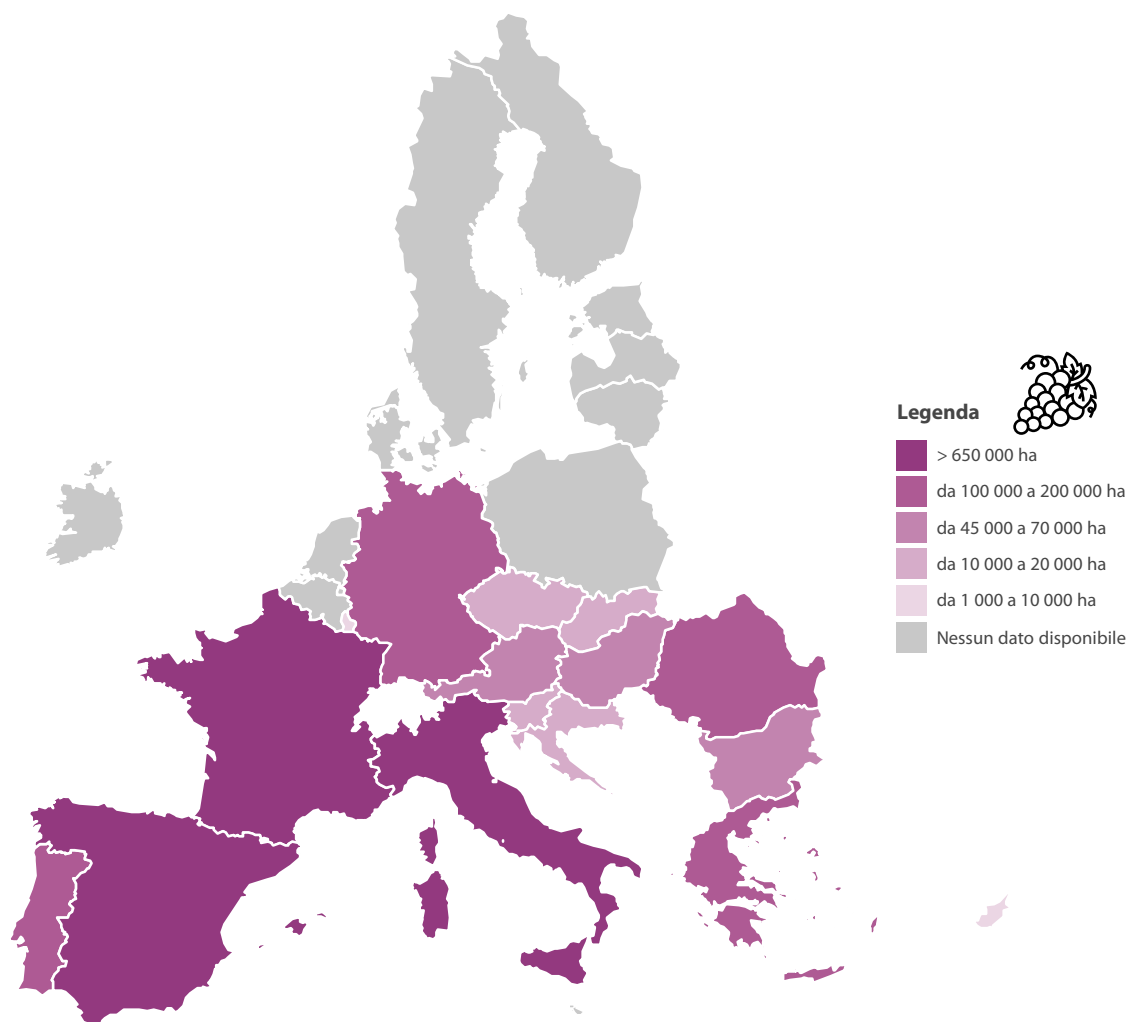 Legenda
> 650 000 ha
da 100 000 a 200 000 ha
da 45 000 a 70 000 ha
da 10 000 a 20 000 ha
da 1 000 a 10 000 ha
Nessun dato disponibile